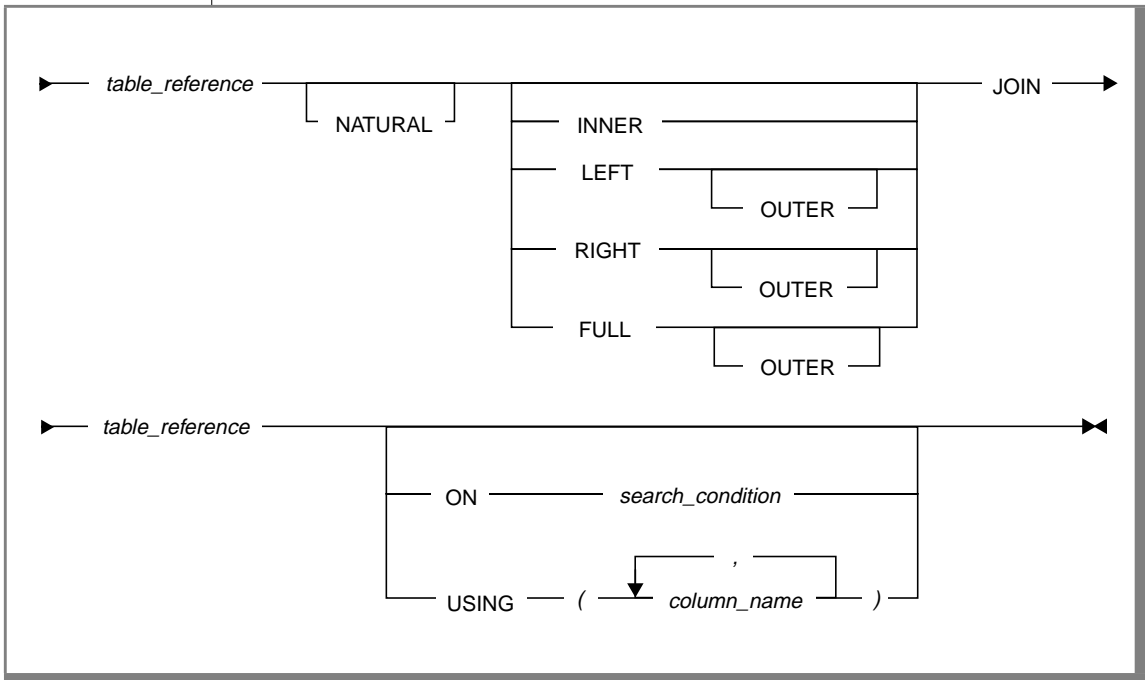 table_reference JOIN
NATURAL INNER
LEFT
OUTER
RIGHT
OUTER
FULL
OUTER
table_reference
ON search_condition
,
USING ( column_name )